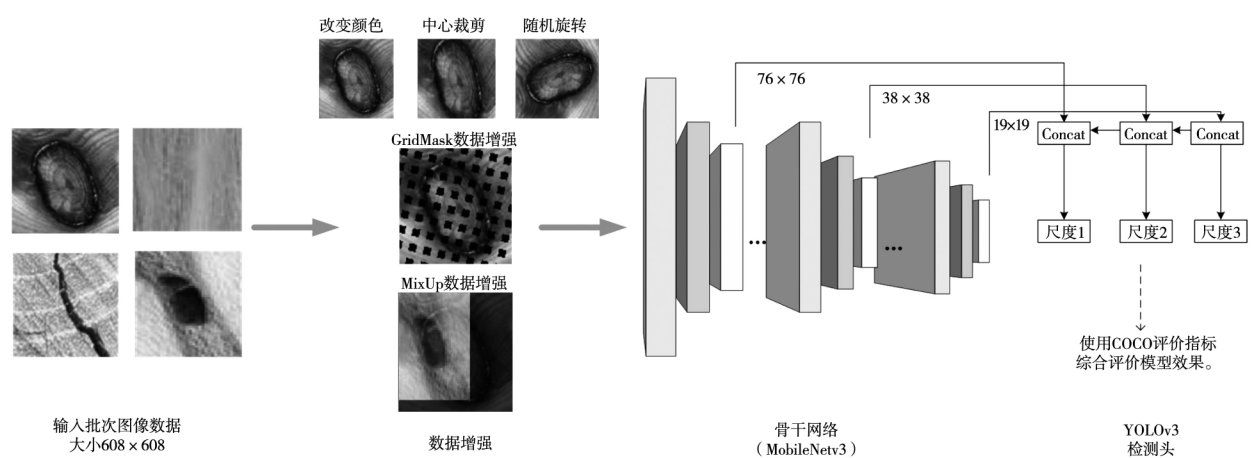 改变颜色
中心裁剪
随机旋转
GridMask数据增强
MixUp数据增强
输入批次图像数据
大小608×608
数据增强
76×76
38×38
19×19
Concat
Concat
Concat
尺度1
尺度2
尺度3
...
...
使用COCO评价指标
综合评价模型效果。
骨干网络
（MobileNetv3）
YOLOv3
检测头